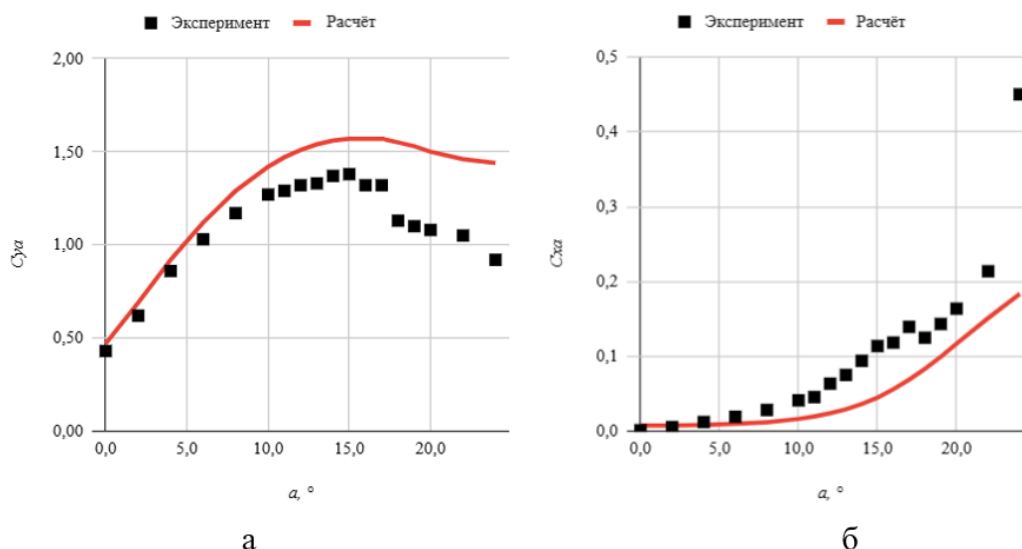 Эксперимент Расчёт
2,00
1,50
1,00
0,50
0,00
Cya
0,0 5,0 10,0 15,0 20,0
a, °
а
Эксперимент Расчёт
0,5
0,4
0,3
0,2
0,1
0,0
Cxa
0,0 5,0 10,0 15,0 20,0
a, °
б